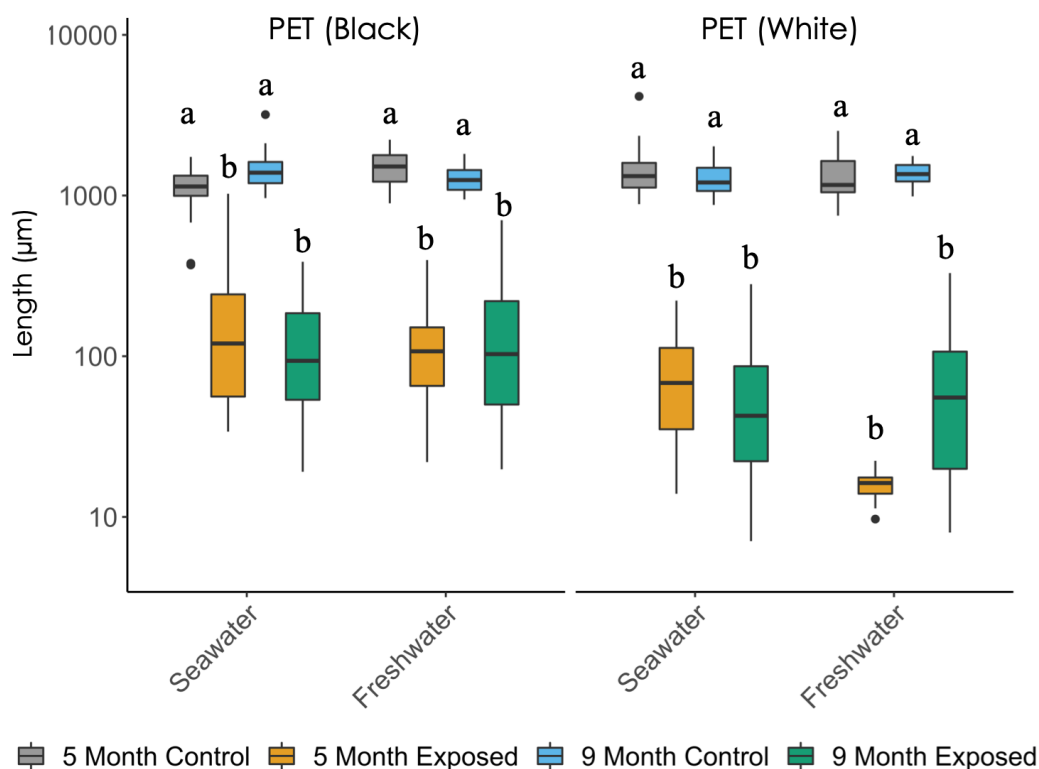 PET (Black)
PET (White)
10000
1000
100
10
Length (µm)
a
b
a
b
a
b
a
b
a
b
a
b
a
b
a
b
Seawater
Freshwater
Seawater
Freshwater
5 Month Control
5 Month Exposed
9 Month Control
9 Month Exposed